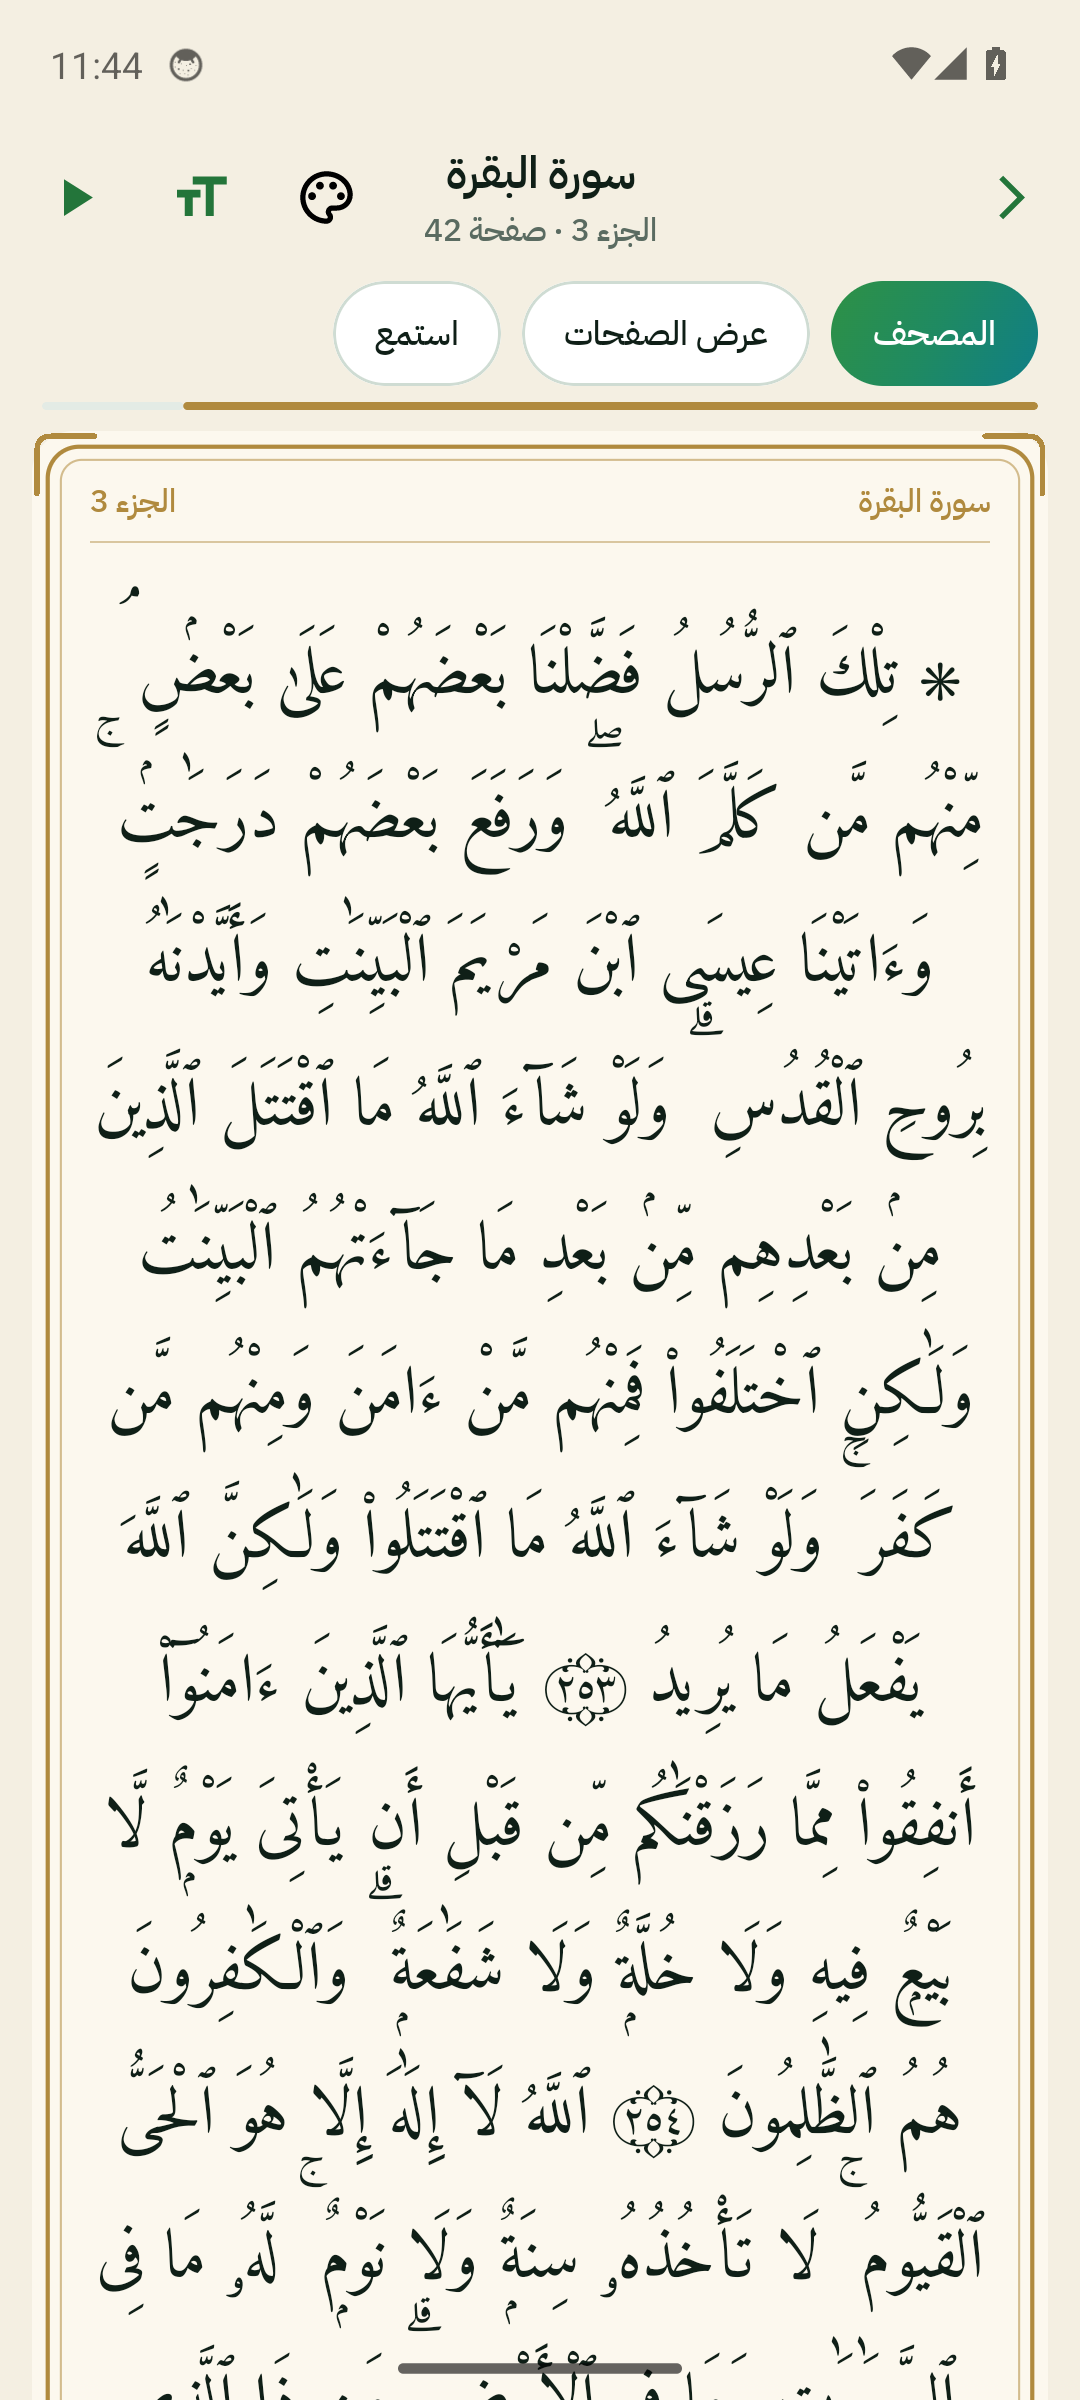 11:44
سورة البقرة
الجزء 3 · صفحة 42
المصحف
عرض الصفحات
استمع
سورة البقرة
الجزء 3
* تِلْكَ ٱلرُّسُلُ فَضَّلْنَا بَعْضَهُمْ عَلَىٰ بَعْضٍۘ
مِّنْهُم مَّن كَلَّمَ ٱللَّهُۖ وَرَفَعَ بَعْضَهُمْ دَرَجَـٰتٍۚ
وَءَاتَيْنَا عِيسَى ٱبْنَ مَرْيَمَ ٱلْبَيِّنَـٰتِ وَأَيَّدْنَـٰهُ
بِرُوحِ ٱلْقُدُسِۗ وَلَوْ شَآءَ ٱللَّهُ مَا ٱقْتَتَلَ ٱلَّذِينَ
مِنۢ بَعْدِهِم مِّنۢ بَعْدِ مَا جَآءَتْهُمُ ٱلْبَيِّنَـٰتُ
وَلَـٰكِنِ ٱخْتَلَفُوا۟ فَمِنْهُم مَّنْ ءَامَنَ وَمِنْهُم مَّن
كَفَرَۚ وَلَوْ شَآءَ ٱللَّهُ مَا ٱقْتَتَلُوا۟ وَلَـٰكِنَّ ٱللَّهَ
يَفْعَلُ مَا يُرِيدُ ٢٥٣ يَـٰٓأَيُّهَا ٱلَّذِينَ ءَامَنُوٓا۟
أَنفِقُوا۟ مِمَّا رَزَقْنَـٰكُم مِّن قَبْلِ أَن يَأْتِىَ يَوْمٌ لَّا
بَيْعٌ فِيهِ وَلَا خُلَّةٌ وَلَا شَفَـٰعَةٌۗ وَٱلْكَـٰفِرُونَ
هُمُ ٱلظَّـٰلِمُونَ ٢٥٤ ٱللَّهُ لَآ إِلَـٰهَ إِلَّا هُوَ ٱلْحَىُّ
ٱلْقَيُّومُۚ لَا تَأْخُذُهُۥ سِنَةٌ وَلَا نَوْمٌۚ لَّهُۥ مَا فِى